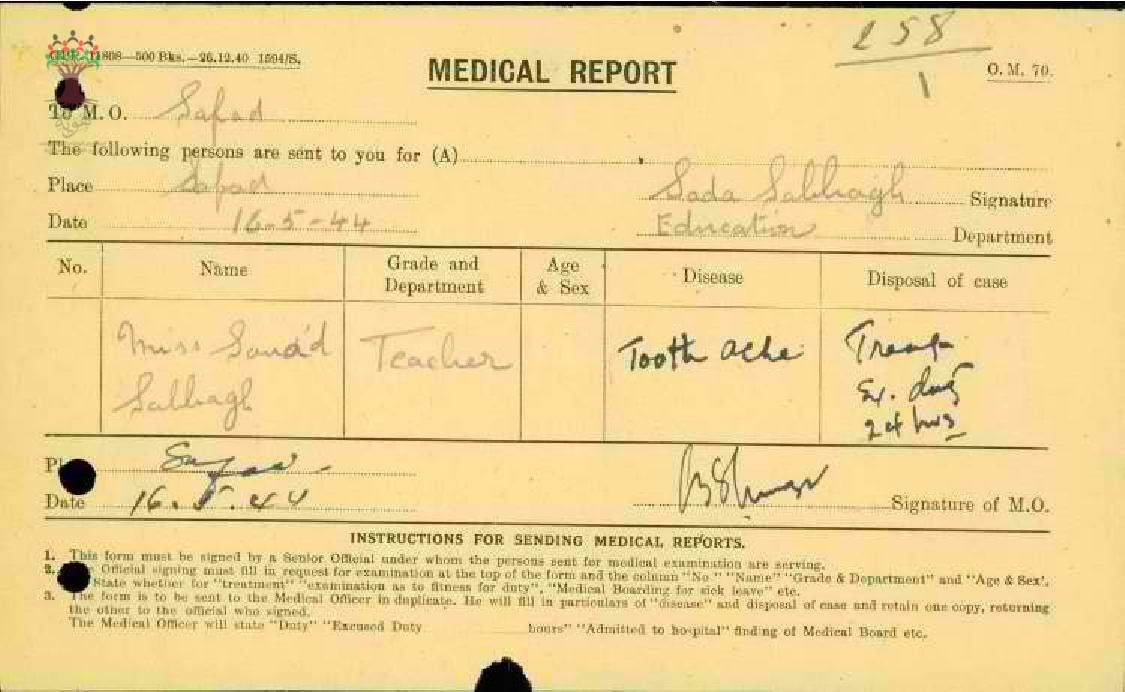 258
1
11808—500 Bks.—26.12.40 1594/S.
MEDICAL REPORT
O.M. 70.
To M.O. Safad
The following persons are sent to you for (A)
Place Safad
Sada Sabbagh Signature
Date 16-5-44
Education Department
No. Name Grade and Department Age & Sex Disease Disposal of case
Miss Souad Sabbagh Teacher Tooth ache Treat. Ex. duty 24 hrs
Safad
Date 16.5.44
Signature of M.O.
INSTRUCTIONS FOR SENDING MEDICAL REPORTS.
1. This form must be signed by a Senior Official under whom the persons sent for medical examination are serving.
2. Official signing must fill in request for examination at the top of the form and the column "No." "Name" "Grade & Department" and "Age & Sex'.
State whether for "treatment" "examination as to fitness for duty", "Medical Boarding for sick leave" etc.
3. The form is to be sent to the Medical Officer in duplicate. He will fill in particulars of "disease" and disposal of case and retain one copy, returning
the other to the official who signed.
The Medical Officer will state "Duty" "Excused Duty hours" "Admitted to hospital" finding of Medical Board etc.